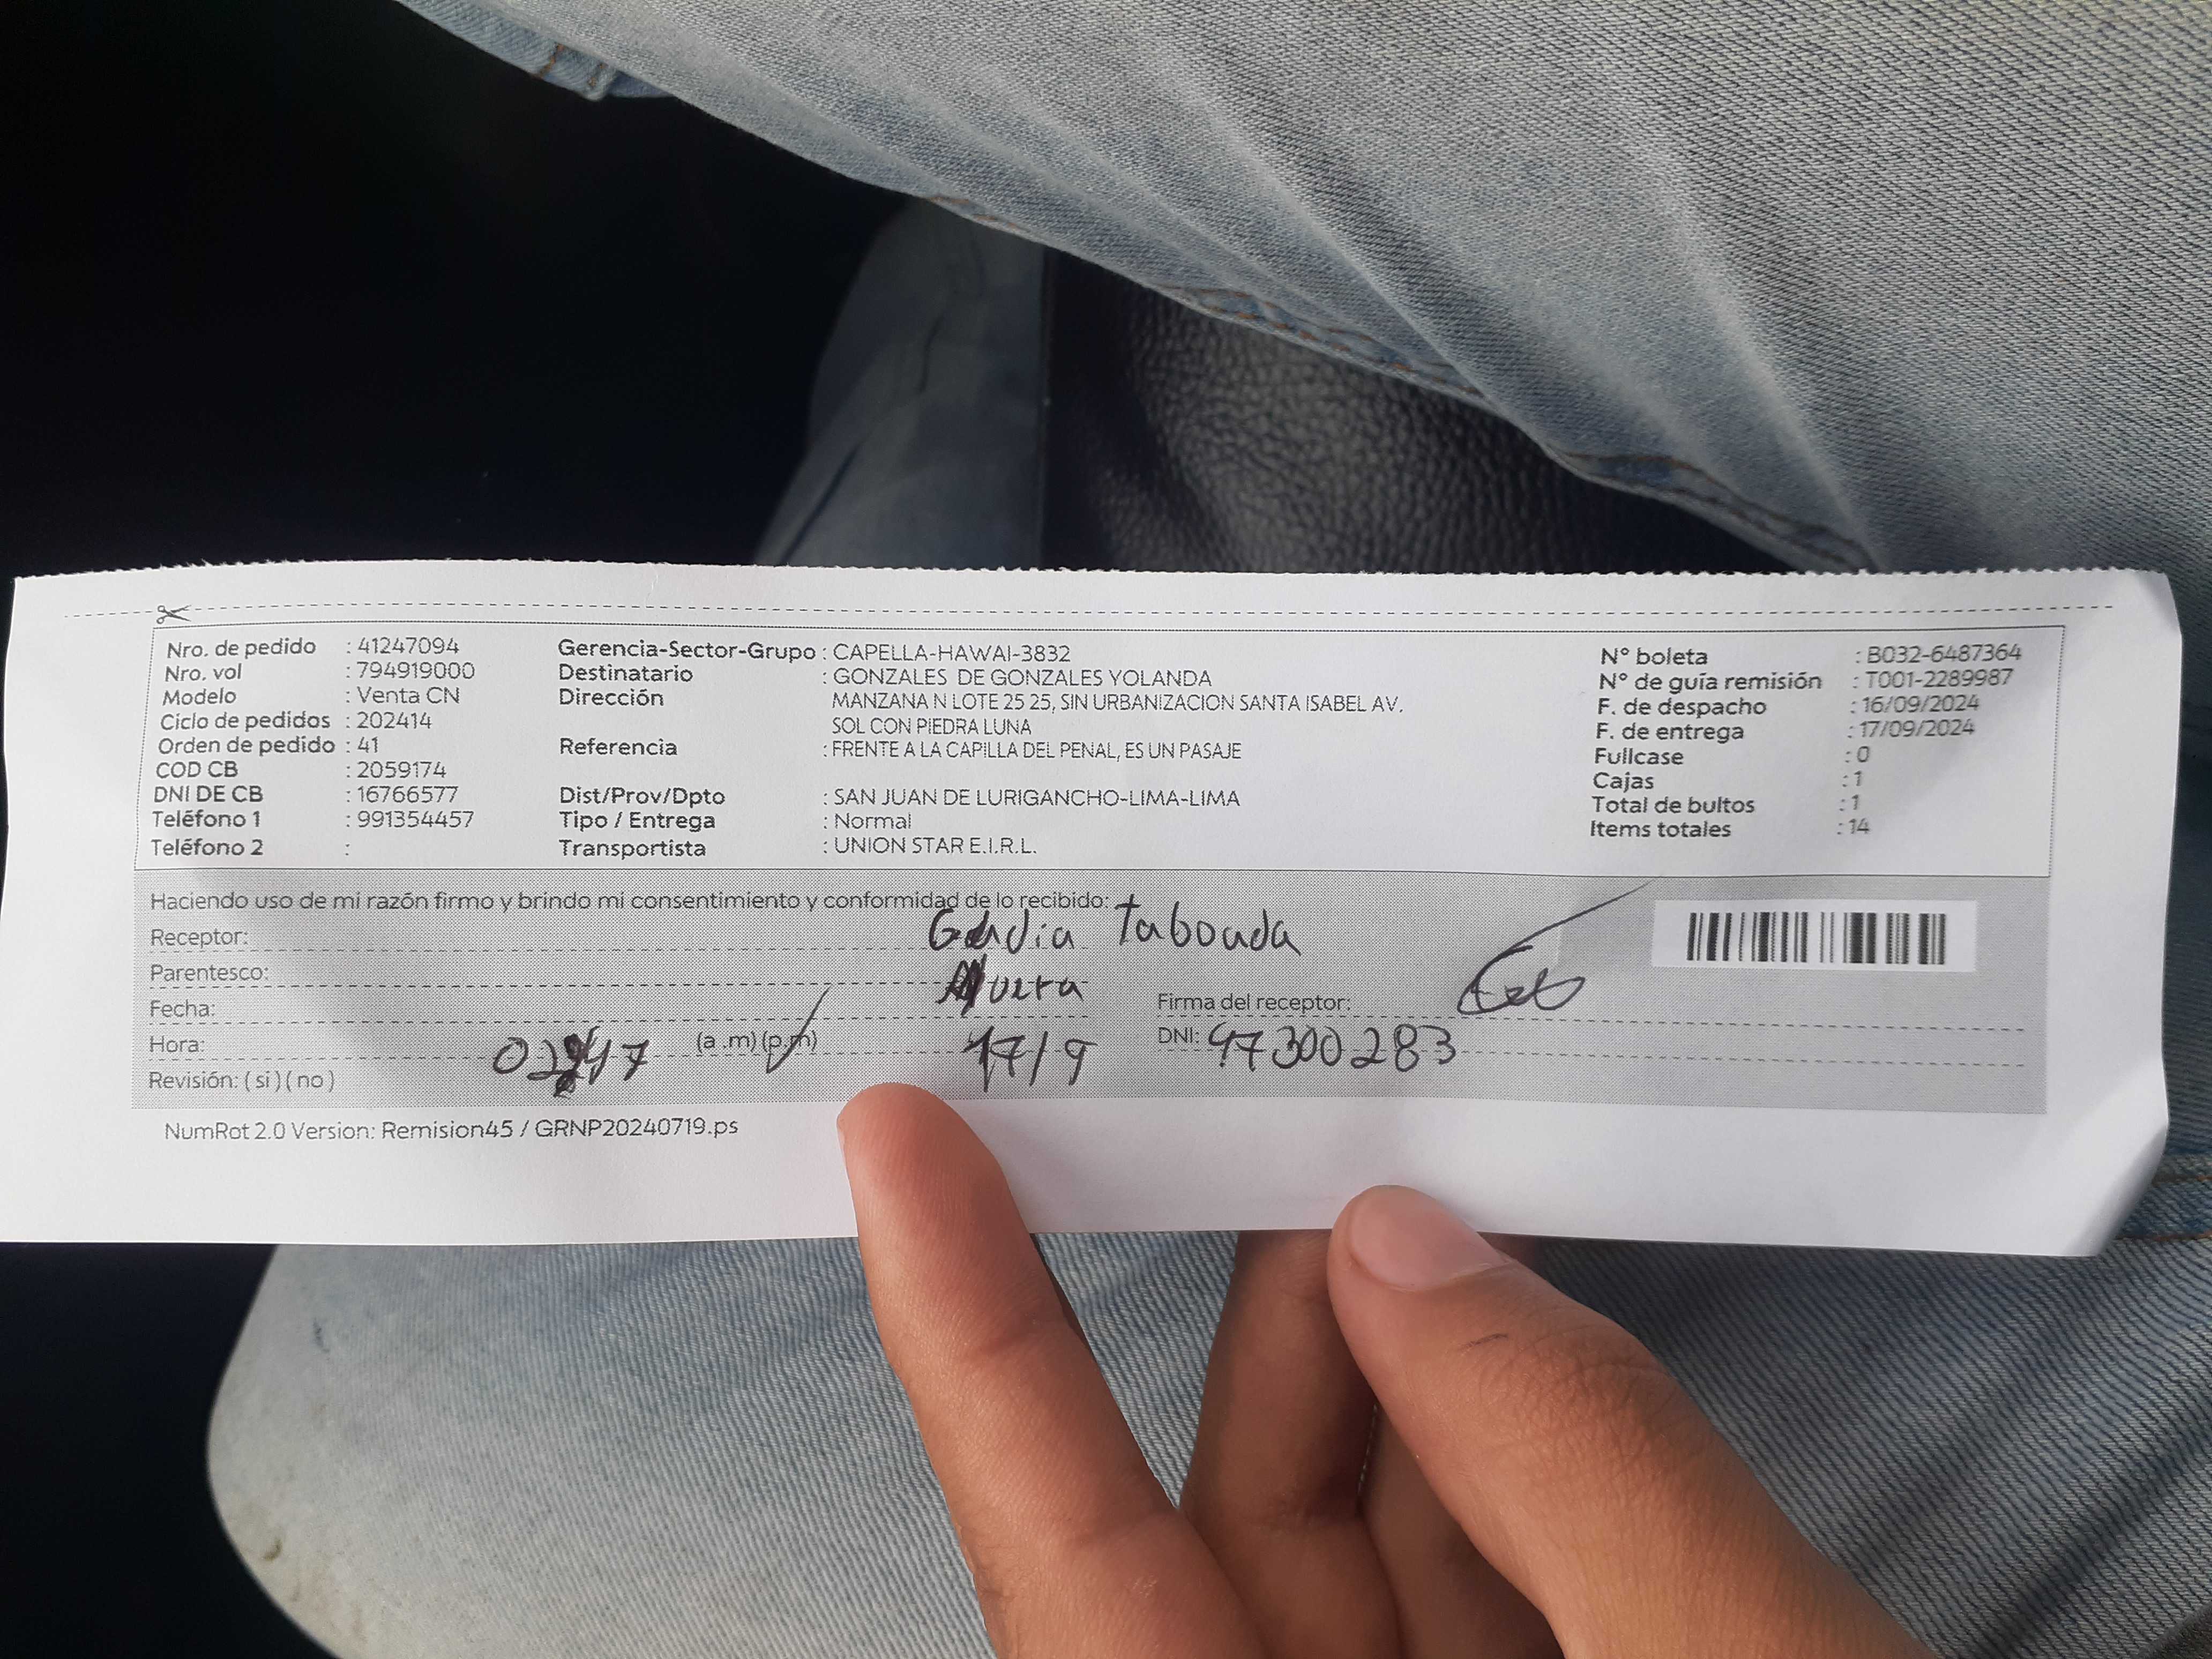 Nro. de pedido : 41247094 Gerencia-Sector-Grupo : CAPELLA-HAWAI-3832 N° boleta : B032-6487364
Nro. vol : 794919000 Destinatario : GONZALES DE GONZALES YOLANDA N° de guía remisión : T001-2289987
Modelo : Venta CN Dirección MANZANA N LOTE 25 25, SIN URBANIZACION SANTA ISABEL AV. F. de despacho : 16/09/2024
Ciclo de pedidos : 202414 SOL CON PIEDRA LUNA F. de entrega : 17/09/2024
Orden de pedido : 41 Referencia : FRENTE A LA CAPILLA DEL PENAL, ES UN PASAJE Fullcase : 0
COD CB : 2059174 Cajas : 1
DNI DE CB : 16766577 Dist/Prov/Dpto : SAN JUAN DE LURIGANCHO-LIMA-LIMA Total de bultos : 1
Teléfono 1 : 991354457 Tipo / Entrega : Normal Items totales : 14
Teléfono 2 : Transportista : UNION STAR E.I.R.L.
Haciendo uso de mi razón firmo y brindo mi consentimiento y conformidad de lo recibido:
Receptor: Taboada
Parentesco: Nuera
Fecha: 17/9 Firma del receptor:
Hora: (a .m) (p.m) DNI: 47300283
Revisión: ( si ) ( no )
NumRot 2.0 Version: Remision45 / GRNP20240719.ps